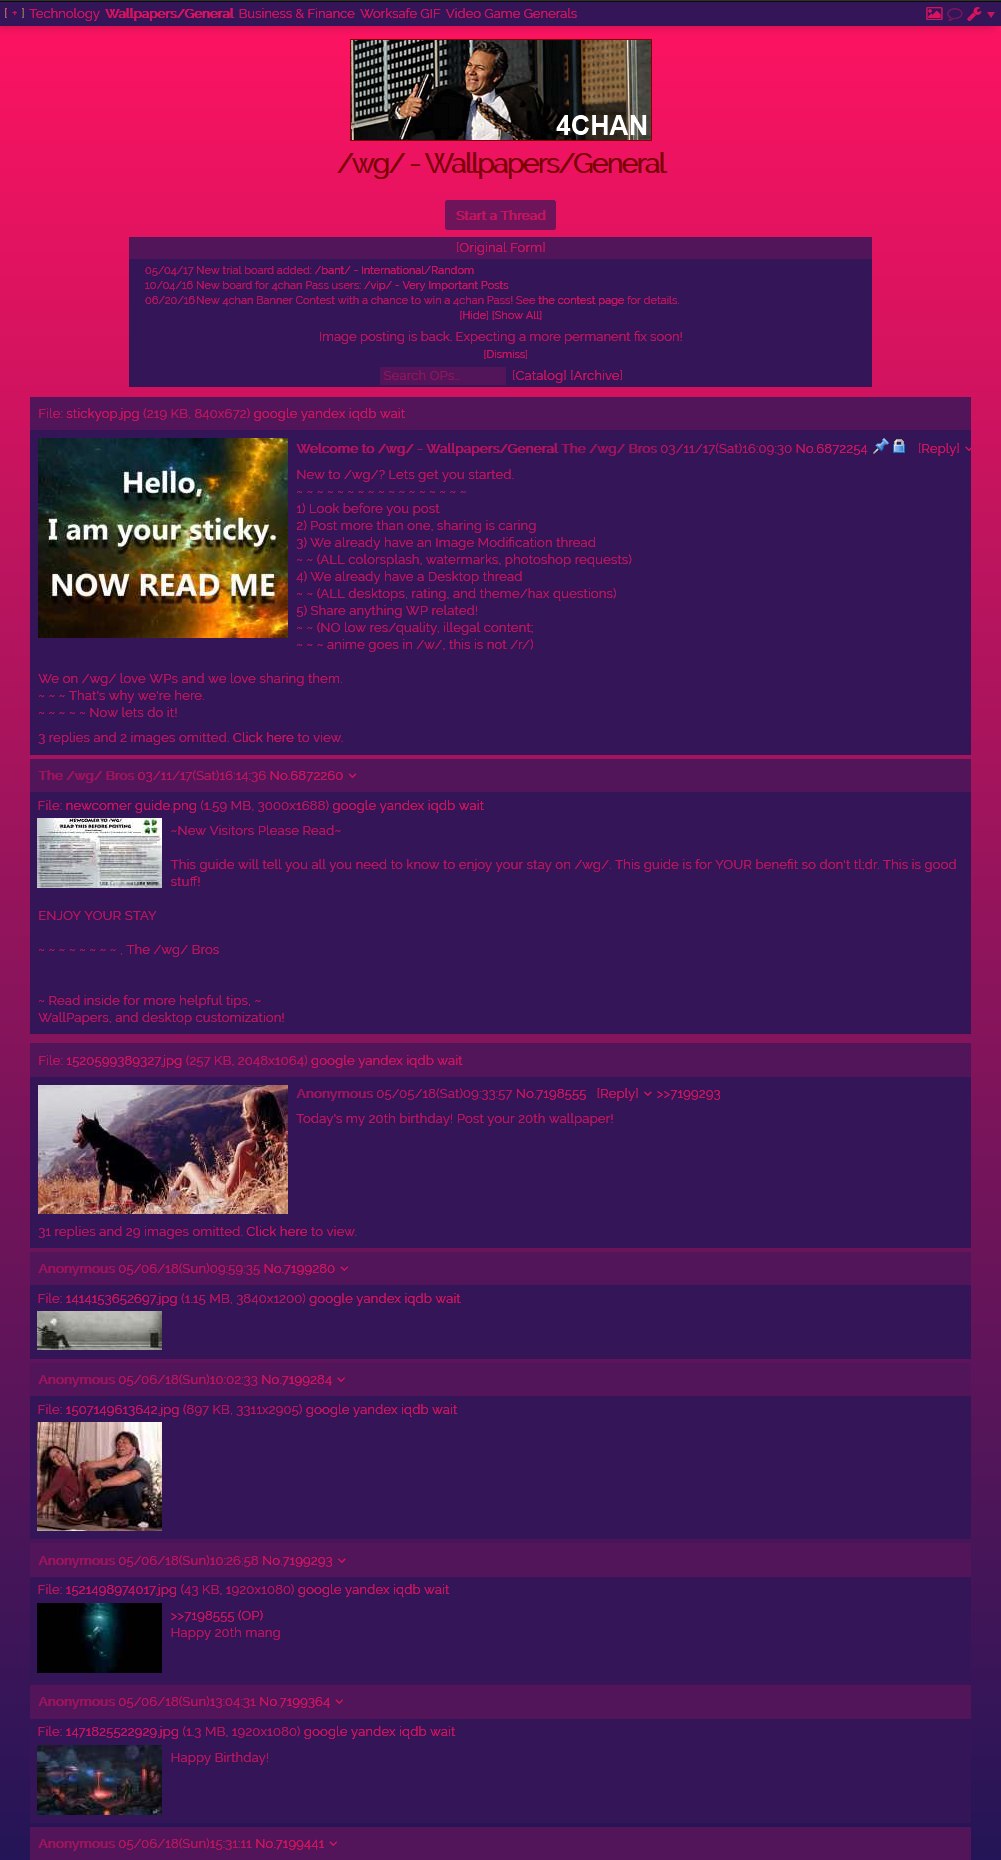 [ + ] Technology Wallpapers/General Business & Finance Worksafe GIF Video Game Generals
4CHAN
/wg/ - Wallpapers/General
Start a Thread
[Original Form]
05/04/17 New trial board added: /bant/ - International/Random
10/04/16 New board for 4chan Pass users: /vip/ - Very Important Posts
06/20/16 New 4chan Banner Contest with a chance to win a 4chan Pass! See the contest page for details.
[Hide] [Show All]
Image posting is back. Expecting a more permanent fix soon!
[Dismiss]
Search OPs… [Catalog] [Archive]
File: stickyop.jpg (219 KB, 840x672) google yandex iqdb wait
Hello,
I am your sticky.
NOW READ ME
Welcome to /wg/ - Wallpapers/General The /wg/ Bros 03/11/17(Sat)16:09:30 No.6872254 [Reply]
New to /wg/? Lets get you started.
~ ~ ~ ~ ~ ~ ~ ~ ~ ~ ~ ~ ~ ~ ~ ~ ~
1) Look before you post
2) Post more than one, sharing is caring
3) We already have an Image Modification thread
~ ~ (ALL colorsplash, watermarks, photoshop requests)
4) We already have a Desktop thread
~ ~ (ALL desktops, rating, and theme/hax questions)
5) Share anything WP related!
~ ~ (NO low res/quality, illegal content;
~ ~ ~ anime goes in /w/, this is not /r/)
We on /wg/ love WPs and we love sharing them.
~ ~ ~ That's why we're here.
~ ~ ~ ~ ~ Now lets do it!
3 replies and 2 images omitted. Click here to view.
The /wg/ Bros 03/11/17(Sat)16:14:36 No.6872260
File: newcomer guide.png (1.59 MB, 3000x1688) google yandex iqdb wait
NEWCOMER TO /WG/
READ THIS BEFORE POSTING
~New Visitors Please Read~
This guide will tell you all you need to know to enjoy your stay on /wg/. This guide is for YOUR benefit so don't tl;dr. This is good
stuff!
ENJOY YOUR STAY
~ ~ ~ ~ ~ ~ ~ ~ , The /wg/ Bros
~ Read inside for more helpful tips, ~
WallPapers, and desktop customization!
File: 1520599389327.jpg (257 KB, 2048x1064) google yandex iqdb wait
Anonymous 05/05/18(Sat)09:33:57 No.7198555 [Reply] >>7199293
Today's my 20th birthday! Post your 20th wallpaper!
31 replies and 29 images omitted. Click here to view.
Anonymous 05/06/18(Sun)09:59:35 No.7199280
File: 1414153652697.jpg (1.15 MB, 3840x1200) google yandex iqdb wait
Anonymous 05/06/18(Sun)10:02:33 No.7199284
File: 1507149613642.jpg (897 KB, 3311x2905) google yandex iqdb wait
Anonymous 05/06/18(Sun)10:26:58 No.7199293
File: 1521498974017.jpg (43 KB, 1920x1080) google yandex iqdb wait
>>7198555 (OP)
Happy 20th mang
Anonymous 05/06/18(Sun)13:04:31 No.7199364
File: 1471825522929.jpg (1.3 MB, 1920x1080) google yandex iqdb wait
Happy Birthday!
Anonymous 05/06/18(Sun)15:31:11 No.7199441